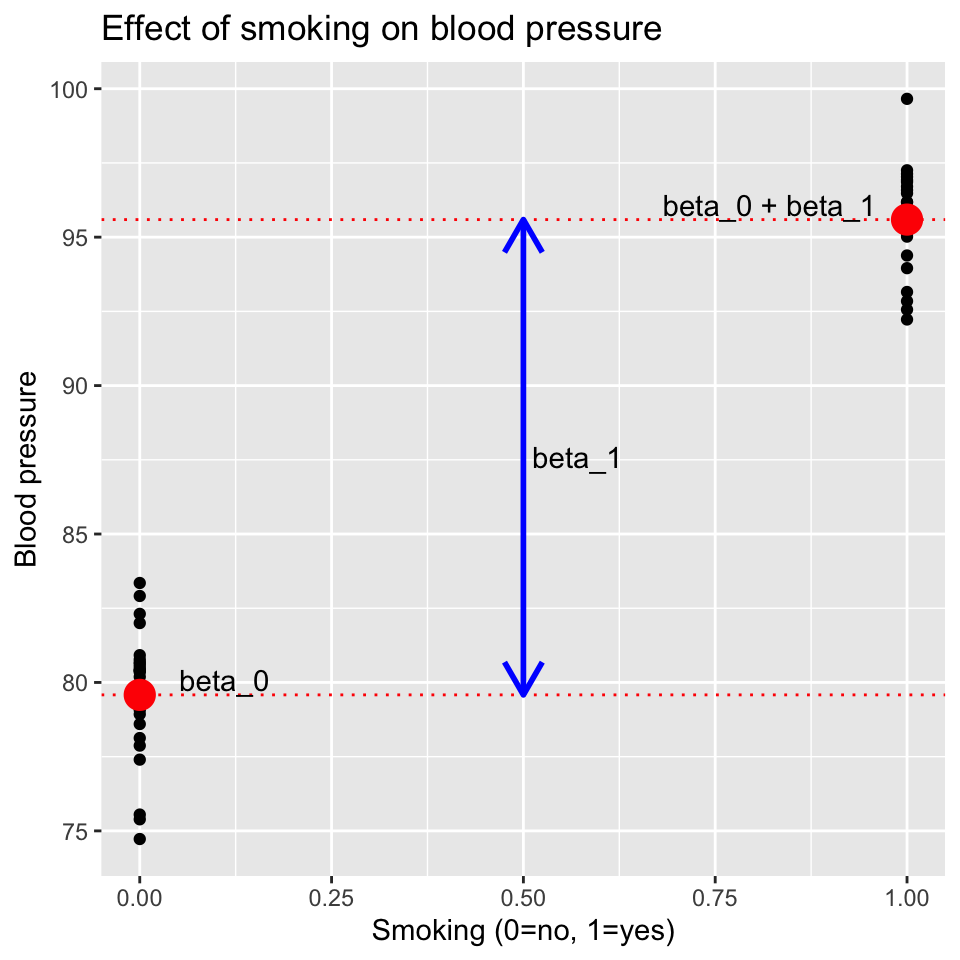 Effect of smoking on blood pressure
100
beta_0 + beta_1
95
90
beta_1
Blood pressure
85
80
beta_0
75
0.00 0.25 0.50 0.75 1.00
Smoking (0=no, 1=yes)